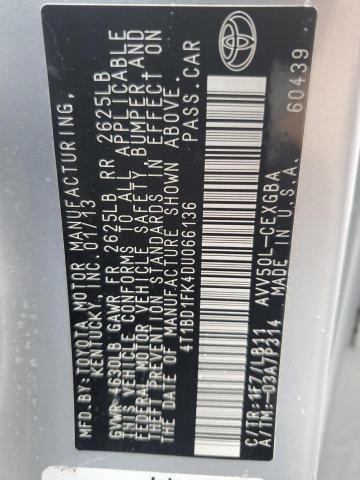 MFD.BY:TOYOTA MOTOR MANUFACTURING,
KENTUCKY, INC. 01/13
GVWR 4630LB GAWR FR 2625LB RR 2625LB
THIS VEHICLE CONFORMS TO ALL APPLICABLE
FEDERAL MOTOR VEHICLE SAFETY, BUMPER AND
THEFT PREVENTION STANDARDS IN EFFECT ON
THE DATE OF MANUFACTURE SHOWN ABOVE.
4T1BD1FK4DU066136 PASS.CAR
C/TR:1F7/LB11 AVV50L-CEXGBA
A/TM:-03A/P314 U.S.A.
60439